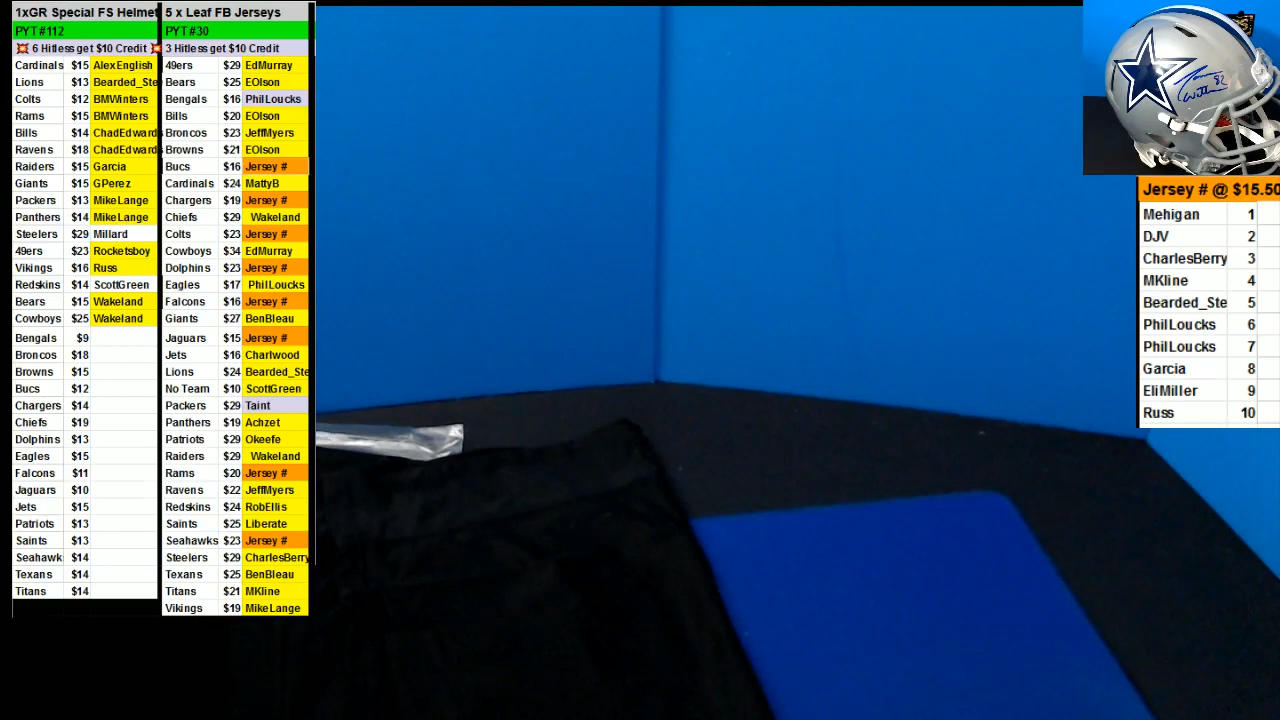 1xGR Special FS Helmet
PYT #112
💥 6 Hitless get $10 Credit 💥
Cardinals $15 AlexEnglish
Lions $13 Bearded_Ste
Colts $12 BMWinters
Rams $15 BMWinters
Bills $14 ChadEdwards
Ravens $18 ChadEdwards
Raiders $15 Garcia
Giants $15 GPerez
Packers $13 MikeLange
Panthers $14 MikeLange
Steelers $29 Millard
49ers $23 Rocketsboy
Vikings $16 Russ
Redskins $14 ScottGreen
Bears $15 Wakeland
Cowboys $25 Wakeland
Bengals $9
Broncos $18
Browns $15
Bucs $12
Chargers $14
Chiefs $19
Dolphins $13
Eagles $15
Falcons $11
Jaguars $10
Jets $15
Patriots $13
Saints $13
Seahawk $14
Texans $14
Titans $14
5 x Leaf FB Jerseys
PYT #30
3 Hitless get $10 Credit
49ers $29 EdMurray
Bears $25 EOlson
Bengals $16 PhilLoucks
Bills $20 EOlson
Broncos $23 JeffMyers
Browns $21 EOlson
Bucs $16 Jersey #
Cardinals $24 MattyB
Chargers $19 Jersey #
Chiefs $29 Wakeland
Colts $23 Jersey #
Cowboys $34 EdMurray
Dolphins $23 Jersey #
Eagles $17 PhilLoucks
Falcons $16 Jersey #
Giants $27 BenBleau
Jaguars $15 Jersey #
Jets $16 Charlwood
Lions $24 Bearded_Ste
No Team $10 ScottGreen
Packers $29 Taint
Panthers $19 Achzet
Patriots $29 Okeefe
Raiders $29 Wakeland
Rams $20 Jersey #
Ravens $22 JeffMyers
Redskins $24 RobEllis
Saints $25 Liberate
Seahawks $23 Jersey #
Steelers $29 CharlesBerry
Texans $25 BenBleau
Titans $21 MKline
Vikings $19 MikeLange
Jersey # @ $15.50
Mehigan 1
DJV 2
CharlesBerry 3
MKline 4
Bearded_Ste 5
PhilLoucks 6
PhilLoucks 7
Garcia 8
EliMiller 9
Russ 10